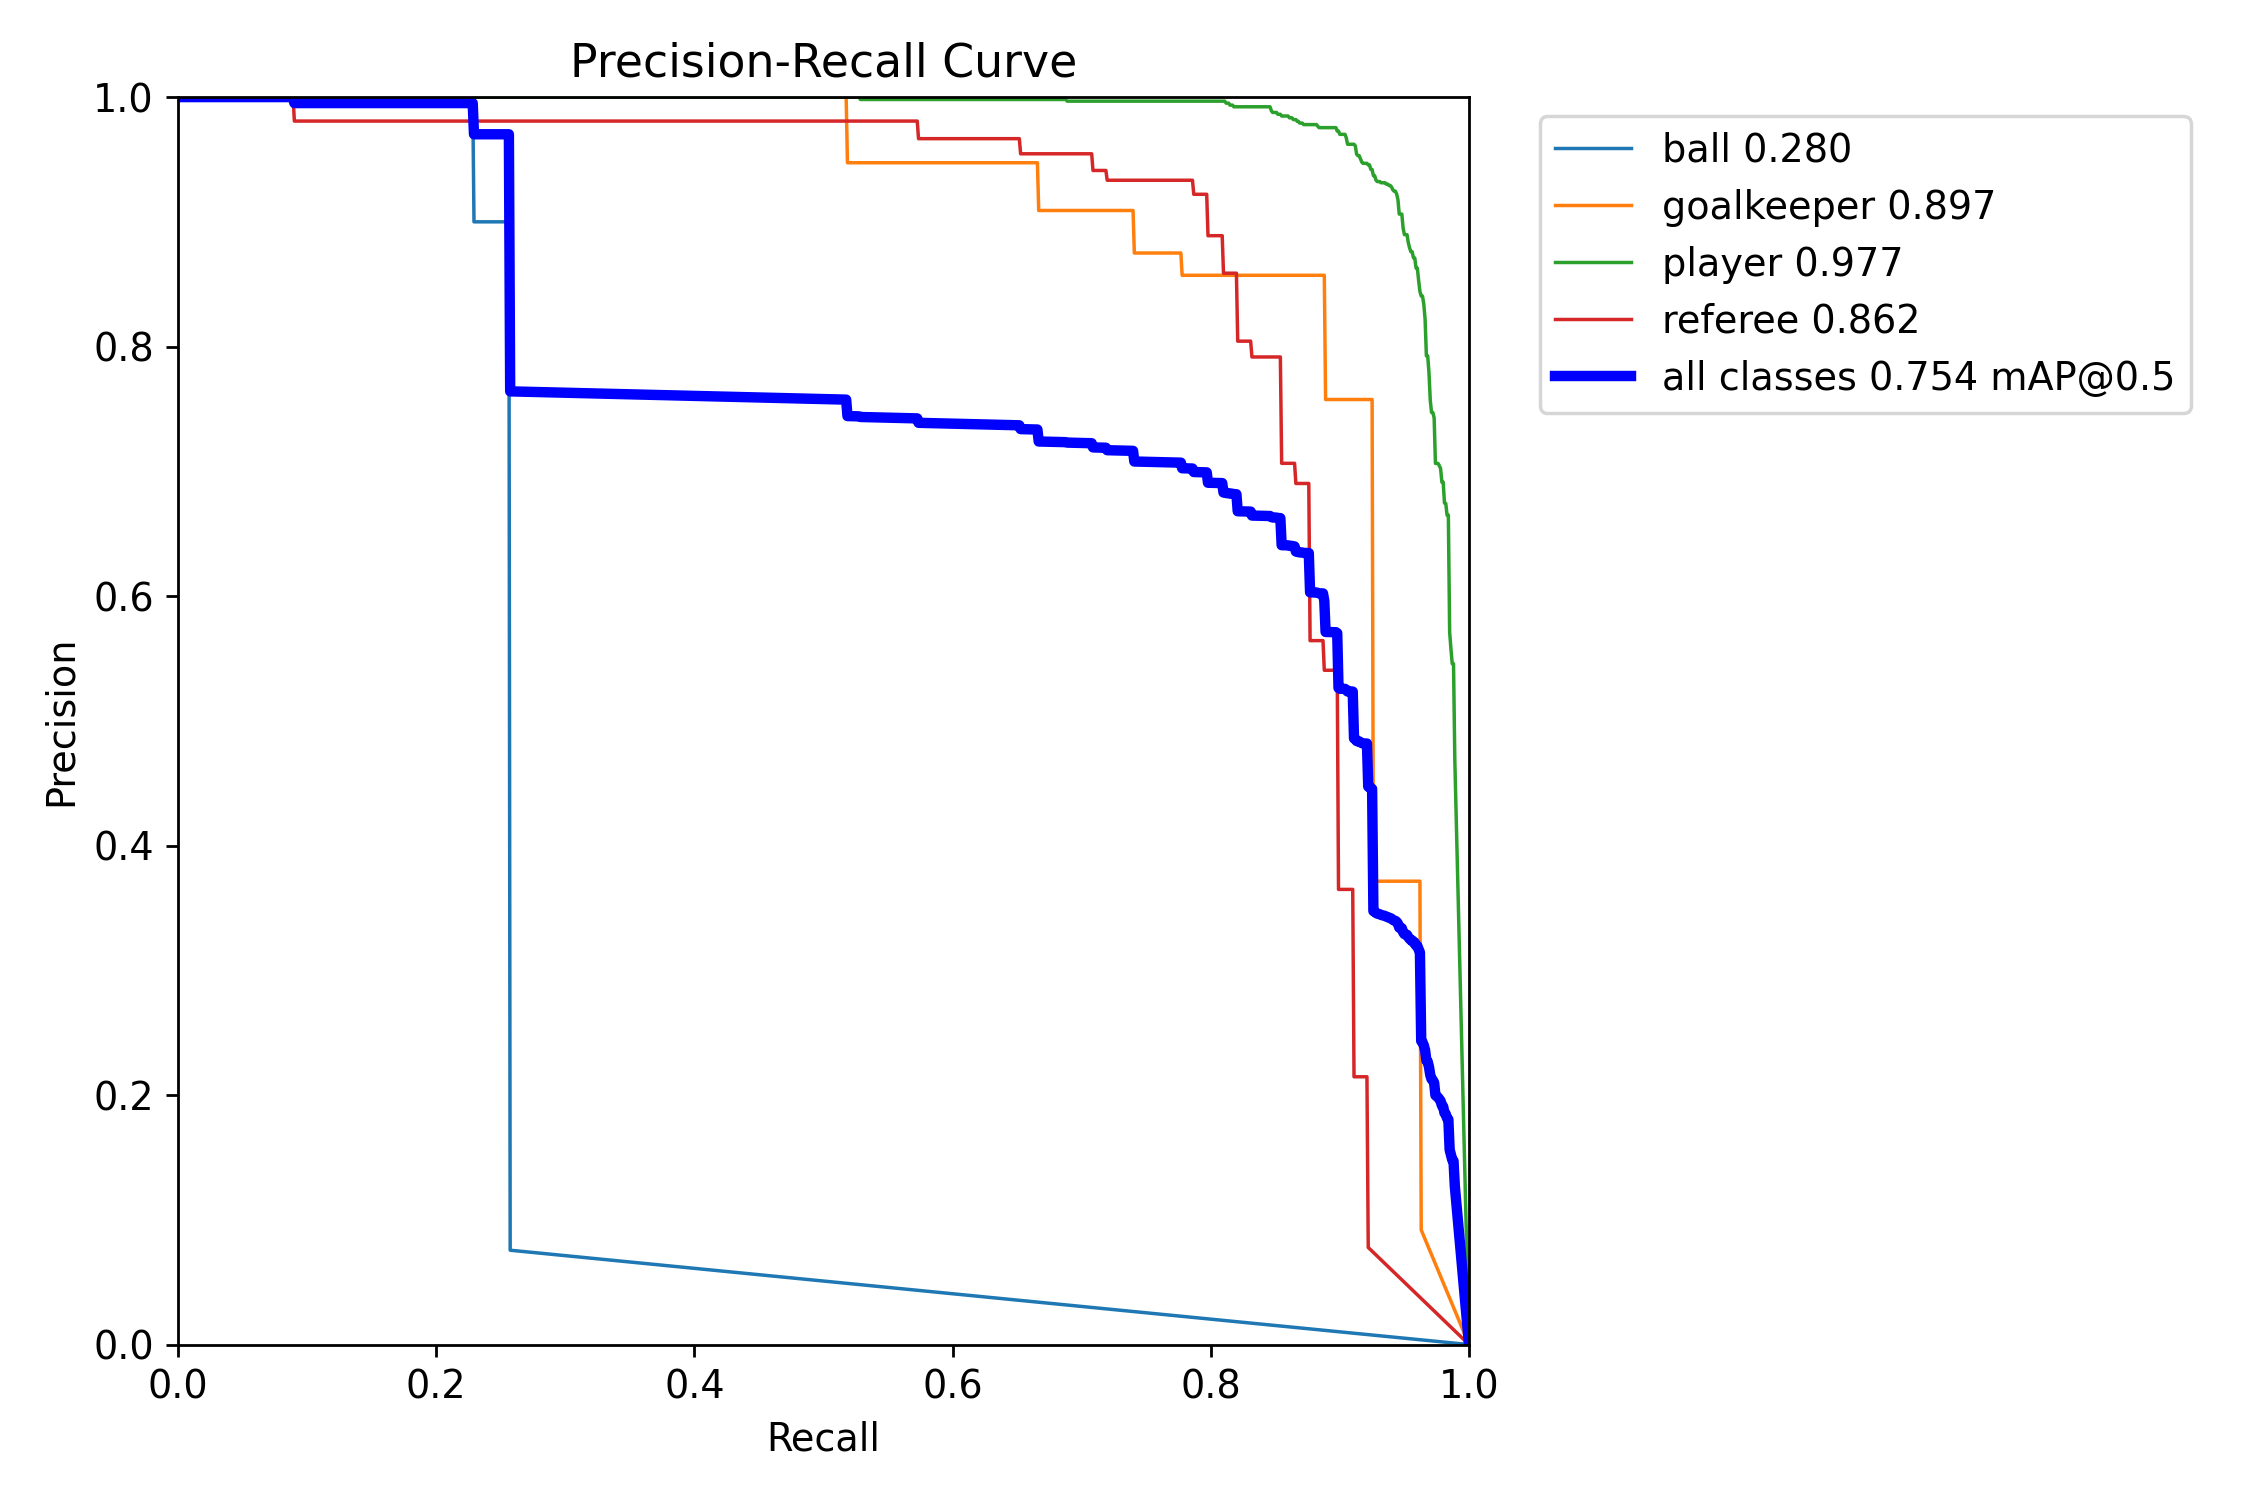 Precision-Recall Curve
1.0
0.8
0.6
0.4
0.2
0.0
Precision
0.0 0.2 0.4 0.6 0.8 1.0
Recall
ball 0.280
goalkeeper 0.897
player 0.977
referee 0.862
all classes 0.754 mAP@0.5